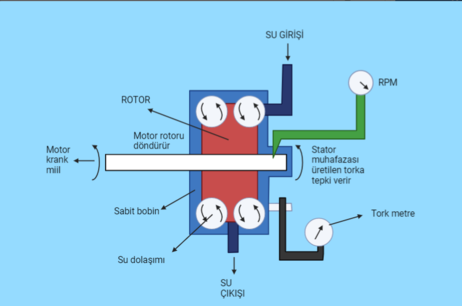 SU GİRİŞİ
RPM
ROTOR
Motor rotoru
döndürür
Motor
krank
miil
Stator
muhafazası
üretilen torka
tepki verir
Sabit bobin
Tork metre
Su dolaşımı
SU
ÇIKIŞI